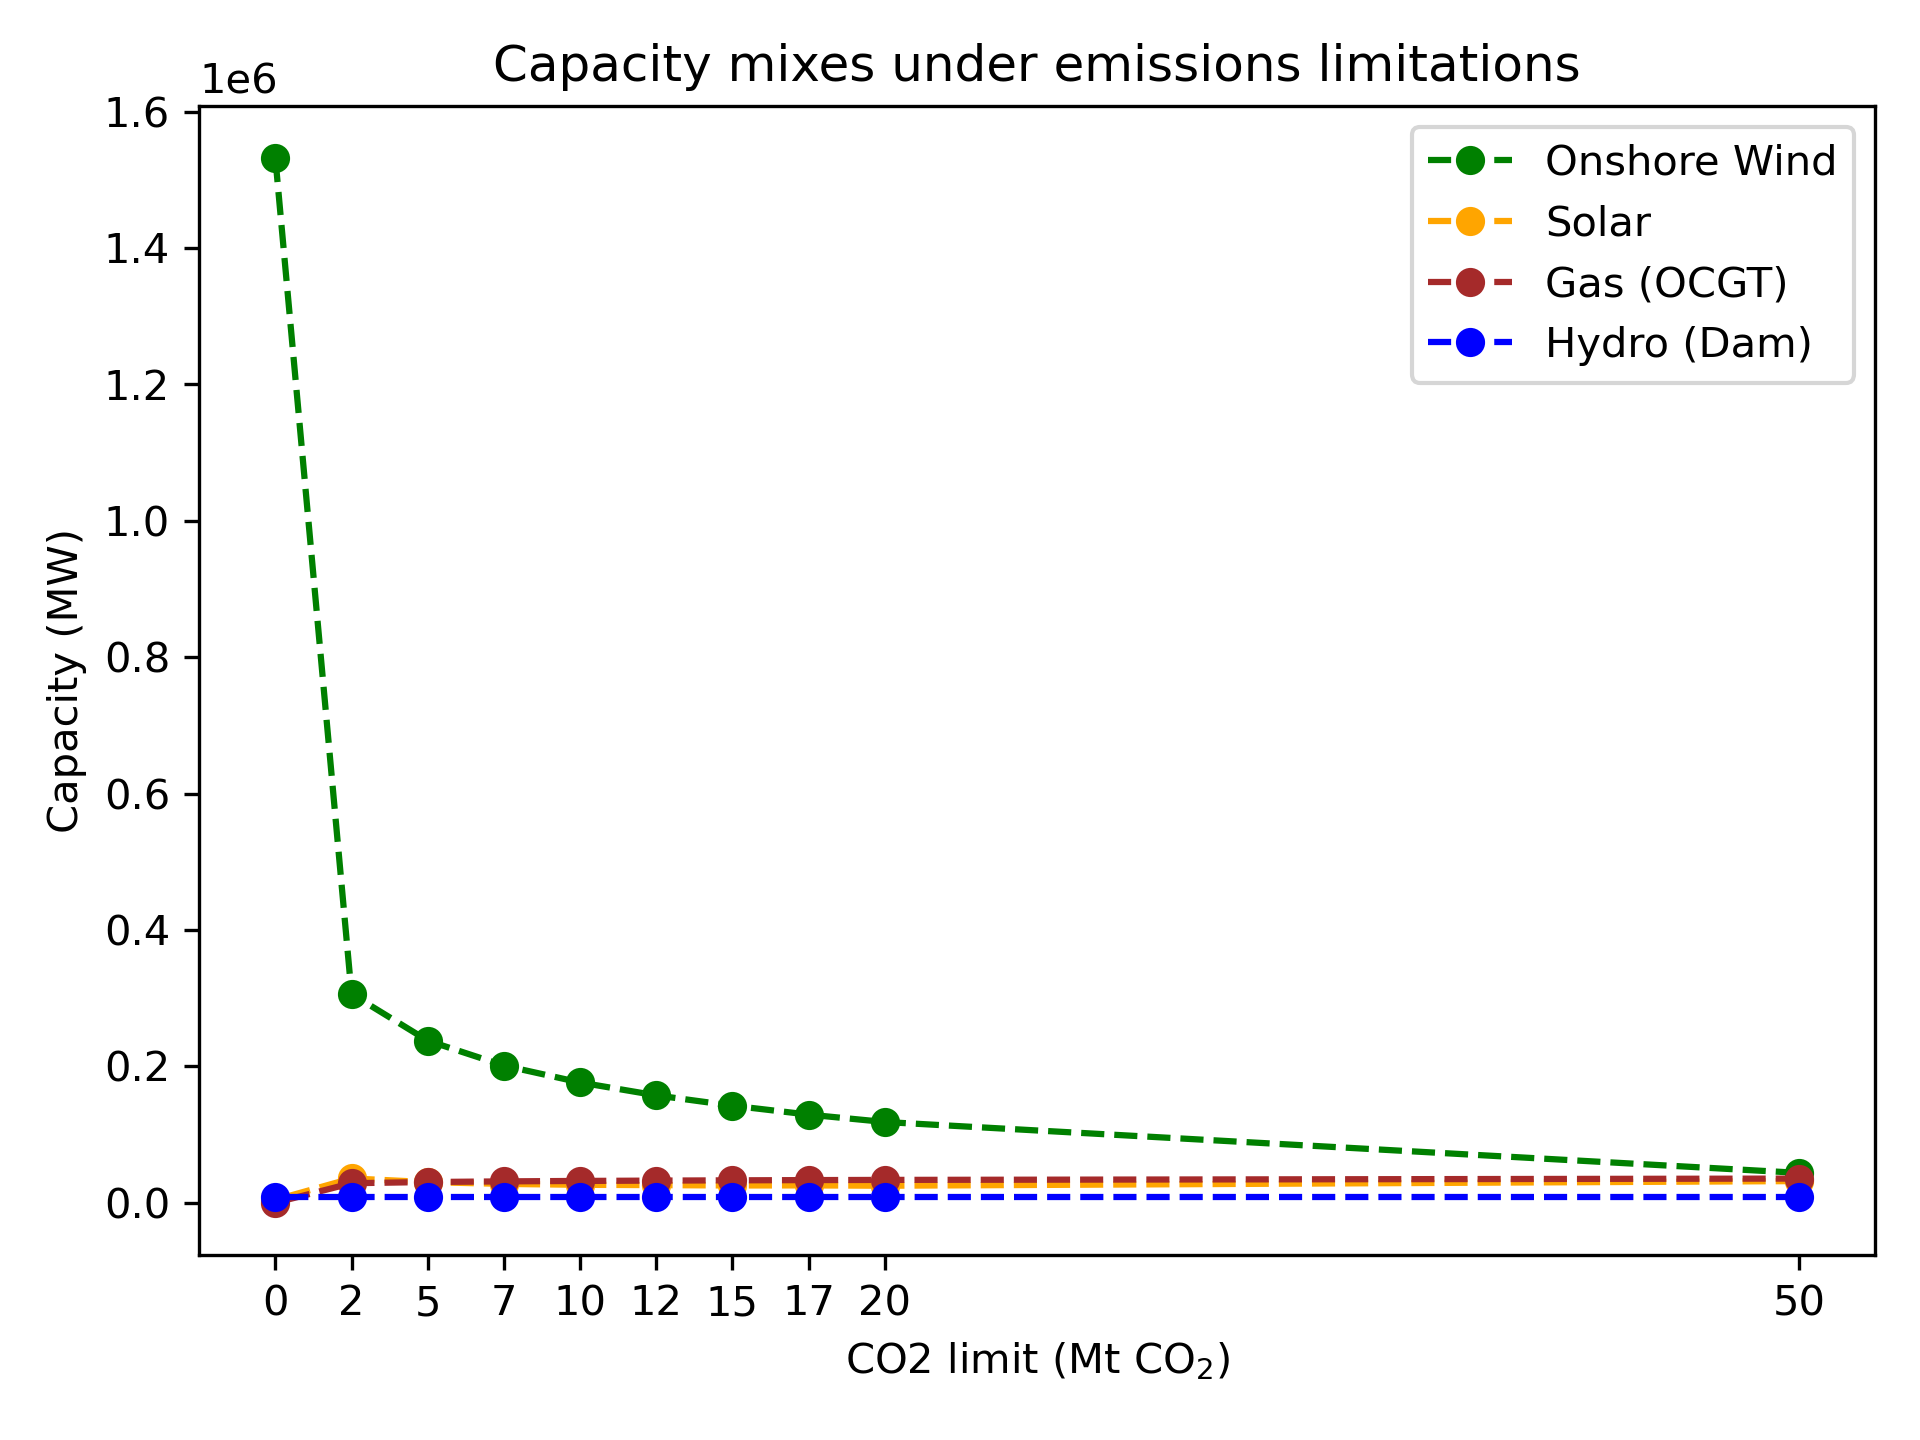 Capacity mixes under emissions limitations
1e6
1.6
1.4
1.2
1.0
0.8
0.6
0.4
0.2
0.0
Capacity (MW)
Onshore Wind
Solar
Gas (OCGT)
Hydro (Dam)
0 2 5 7 10 12 15 17 20 50
CO2 limit (Mt CO₂)